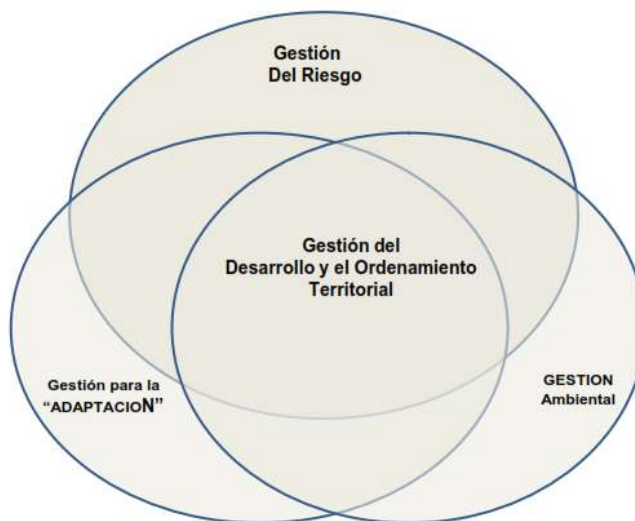 Gestión
Del Riesgo
Gestión del
Desarrollo y el Ordenamiento
Territorial
Gestión para la
“ADAPTACION”
GESTION
Ambiental